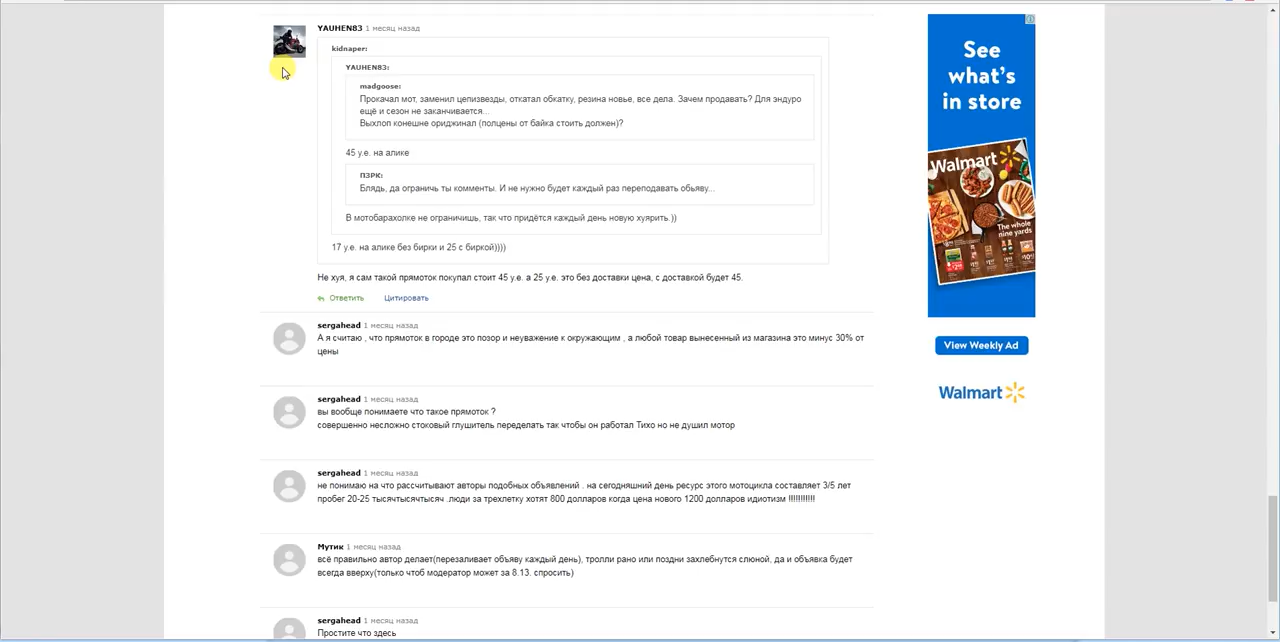 YAUHEN83 1 месяц назад
kidnaper:
YAUHEN83:
madgoose:
Прокачал мот, заменил цепизвезды, откатал обкатку, резина новье, все дела. Зачем продавать? Для эндуро
ещё и сезон не заканчивается...
Выхлоп конешне ориджинал (полцены от байка стоить должен)?
45 у.е. на алике
ПЗРК:
Блядь, да ограничь ты комменты. И не нужно будет каждый раз переподавать обьяву...
В мотобарахолке не ограничишь, так что придётся каждый день новую хуярить.))
17 у.е. на алике без бирки и 25 с биркой))))
Не хуя, я сам такой прямоток покупал стоит 45 у.е. а 25 у.е. это без доставки цена, с доставкой будет 45.
Ответить Цитировать
sergahead 1 месяц назад
А я считаю , что прямоток в городе это позор и неуважение к окружающим , а любой товар вынесенный из магазина это минус 30% от
цены
sergahead 1 месяц назад
вы вообще понимаете что такое прямоток ?
совершенно несложно стоковый глушитель переделать так чтобы он работал Тихо но не душил мотор
sergahead 1 месяц назад
не понимаю на что рассчитывают авторы подобных объявлений . на сегодняшний день ресурс этого мотоцикла составляет 3/5 лет
пробег 20-25 тысячтысячтысяч .люди за трехлетку хотят 800 долларов когда цена нового 1200 долларов идиотизм !!!!!!!!!!!
Мутик 1 месяц назад
всё правильно автор делает(перезаливает объяву каждый день), тролли рано или поздни захлебнутся слюной, да и объявка будет
всегда вверху(только чтоб модератор может за 8.13. спросить)
sergahead 1 месяц назад
Простите что здесь
See
what's
in store
Walmart
The whole
nine yards
View Weekly Ad
Walmart